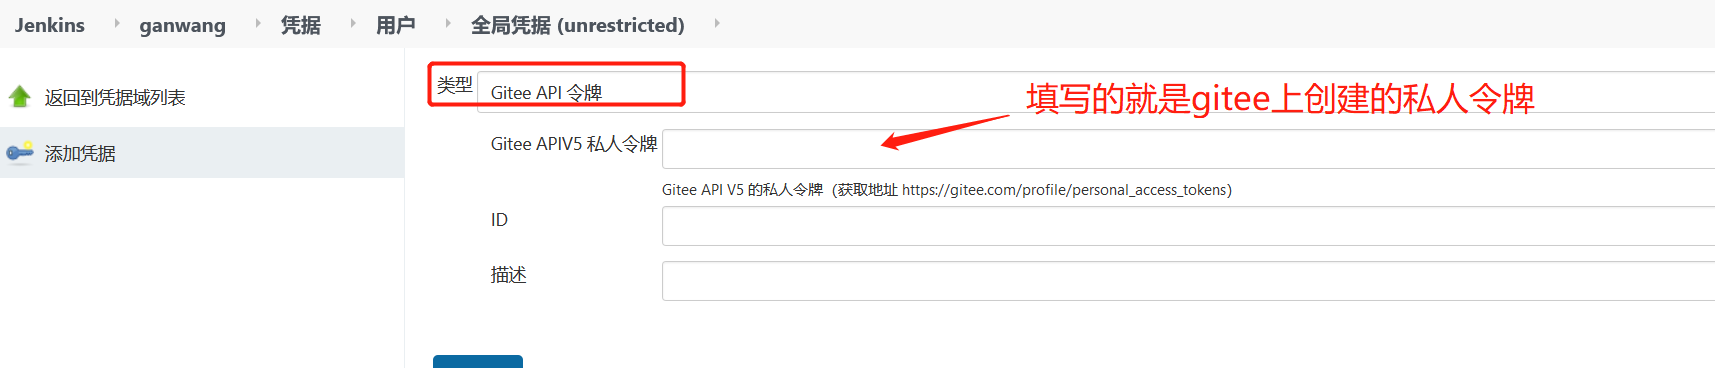 Jenkins ganwang 凭据 用户 全局凭据 (unrestricted)
返回到凭据域列表
添加凭据
类型 Gitee API 令牌
填写的就是gitee上创建的私人令牌
Gitee APIV5 私人令牌
Gitee API V5 的私人令牌（获取地址 https://gitee.com/profile/personal_access_tokens）
ID
描述